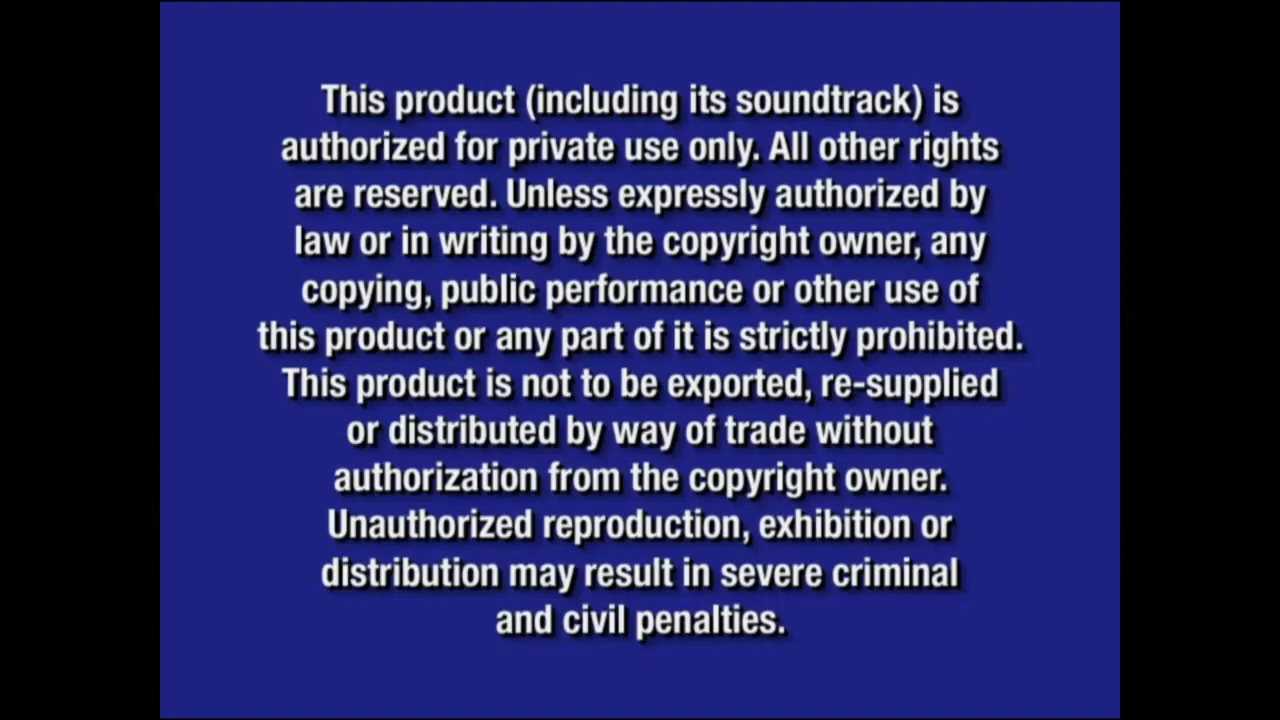 This product (including its soundtrack) is
authorized for private use only. All other rights
are reserved. Unless expressly authorized by
law or in writing by the copyright owner, any
copying, public performance or other use of
this product or any part of it is strictly prohibited.
This product is not to be exported, re-supplied
or distributed by way of trade without
authorization from the copyright owner.
Unauthorized reproduction, exhibition or
distribution may result in severe criminal
and civil penalties.